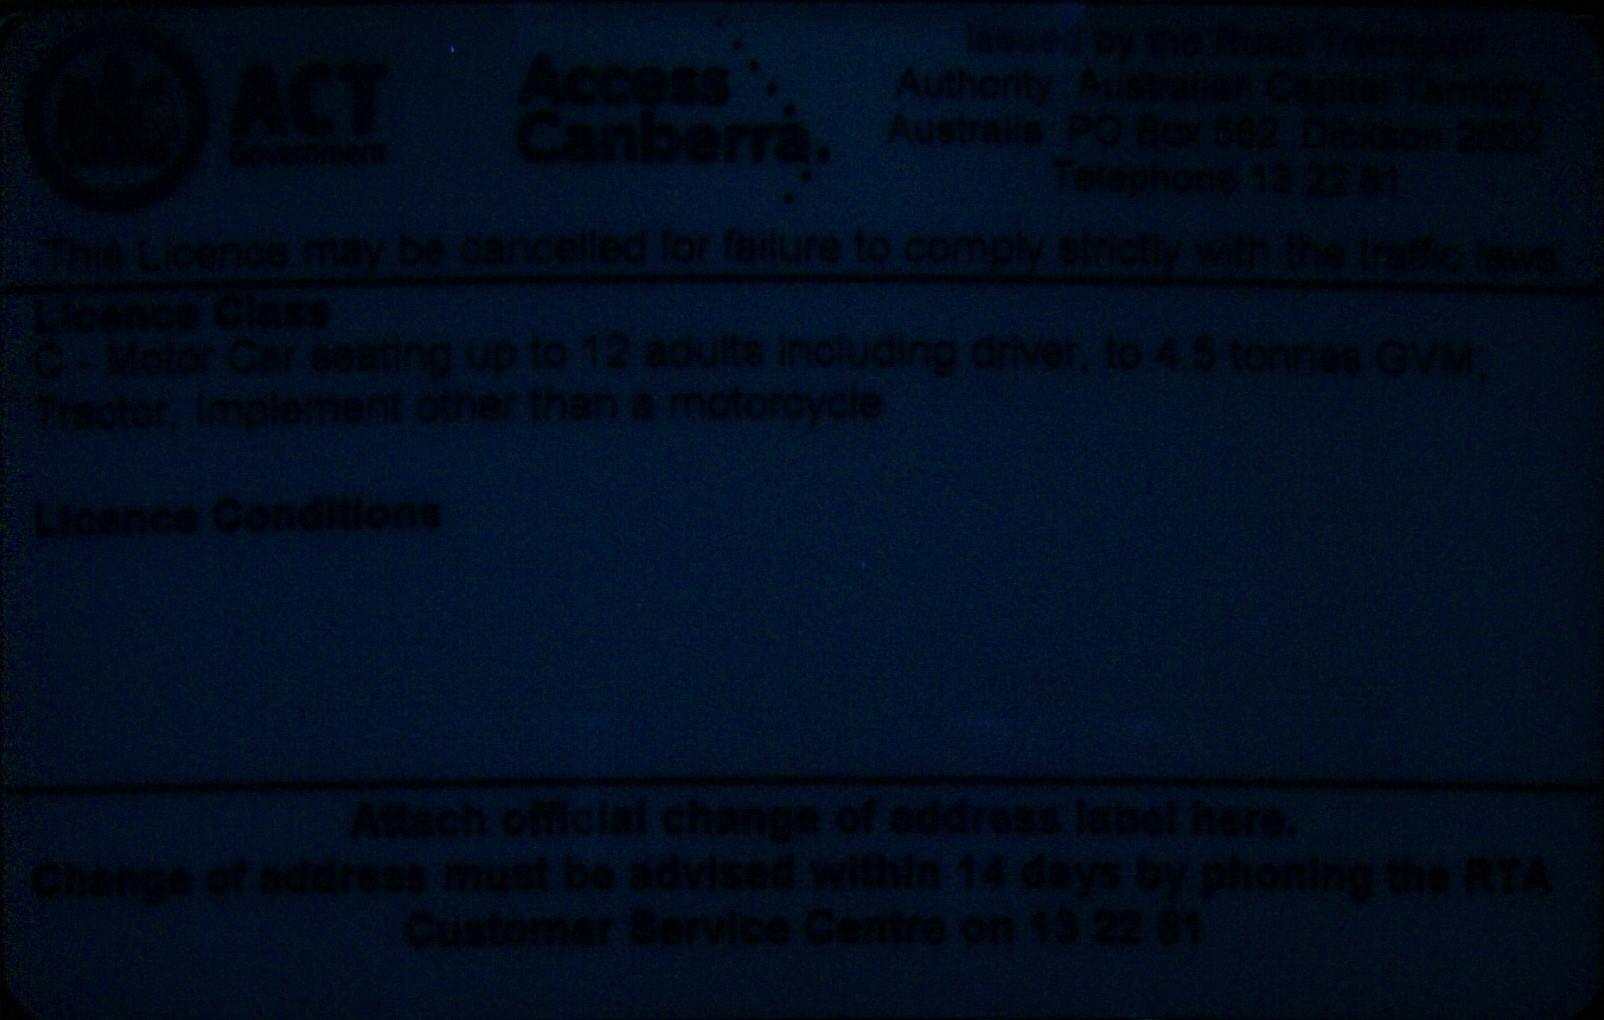 ACT
Government
Access
Canberra
Issued by the Road Transport
Authority Australian Capital Territory
Australia PO Box 582 Dickson 2602
Telephone 13 22 81
This Licence may be cancelled for failure to comply strictly with the traffic laws
Licence Class
C - Motor Car seating up to 12 adults including driver, to 4.5 tonnes GVM;
Tractor, Implement other than a motorcycle
Licence Conditions
Attach official change of address label here.
Change of address must be advised within 14 days by phoning the RTA
Customer Service Centre on 13 22 81